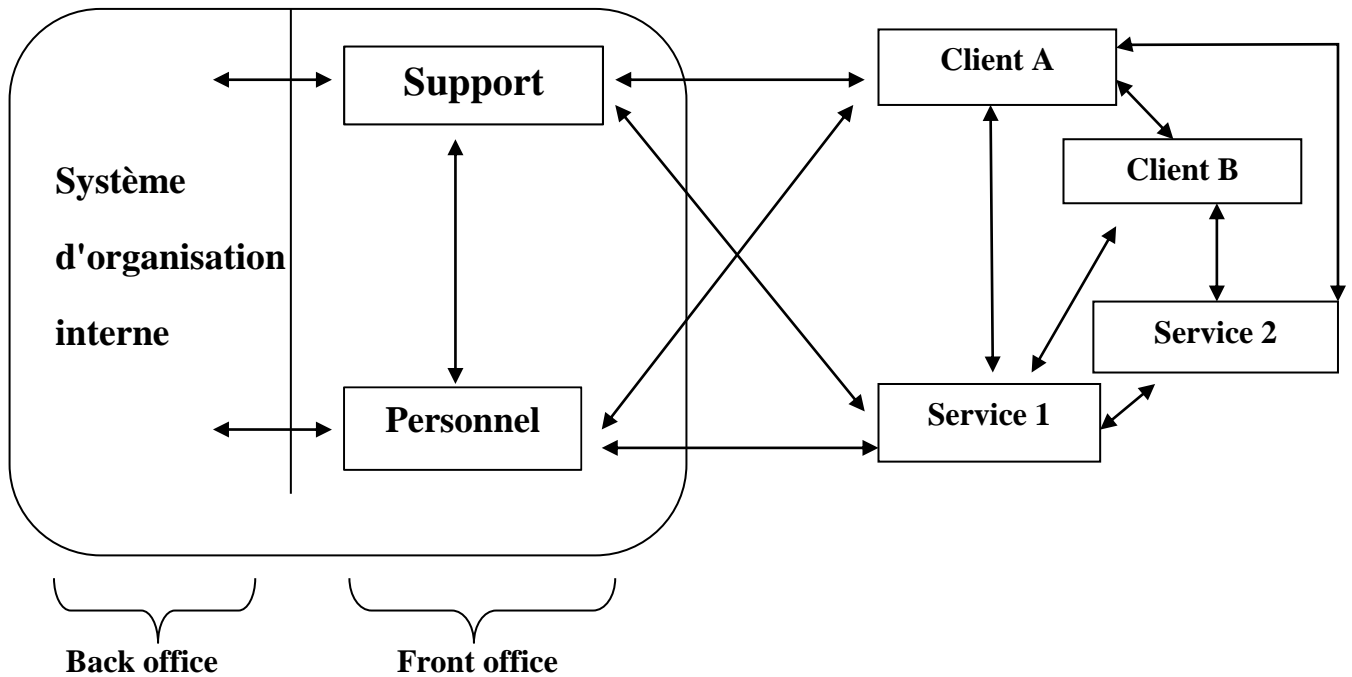 Support
Client A
Client B
Système
d'organisation
interne
Service 2
Personnel
Service 1
Back office
Front office